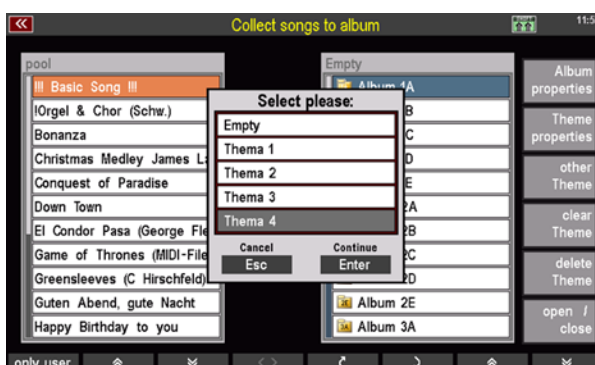 Collect songs to album
11:5
pool
!!! Basic Song !!!
!Orgel & Chor (Schw.)
Bonanza
Christmas Medley James L
Conquest of Paradise
Down Town
El Condor Pasa (George Fle
Game of Thrones (MIDI-File
Greensleeves (C Hirschfeld)
Guten Abend, gute Nacht
Happy Birthday to you
Select please:
Empty
Thema 1
Thema 2
Thema 3
Thema 4
Cancel
Esc
Continue
Enter
Empty
Album 1A
B
C
D
E
2A
2B
2C
2D
2E Album 2E
3A Album 3A
Album
properties
Theme
properties
other
Theme
clear
Theme
delete
Theme
open /
close
only user